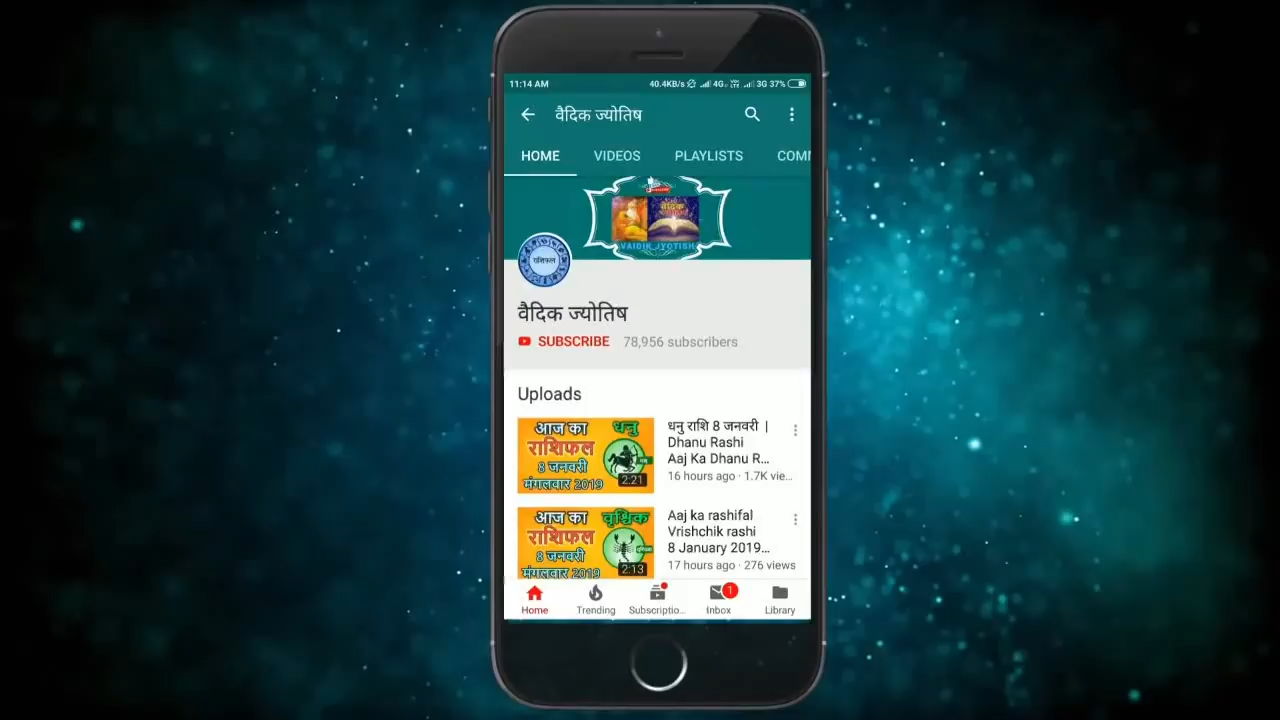 11:14 AM
40.4KB/s 4G 3G 37%
वैदिक ज्योतिष
HOME VIDEOS PLAYLISTS COMM
वैदिक
VAIDIK JYOTISH
राशिफल
वैदिक ज्योतिष
SUBSCRIBE 78,956 subscribers
Uploads
आज का धनु
राशिफल
8 जनवरी
मंगलवार 2019
2:21
धनु राशि 8 जनवरी |
Dhanu Rashi
Aaj Ka Dhanu R...
16 hours ago · 1.7K vie...
आज का वृश्चिक
राशिफल
8 जनवरी
मंगलवार 2019
2:13
Aaj ka rashifal
Vrishchik rashi
8 January 2019...
17 hours ago · 276 views
1
Home Trending Subscriptio... Inbox Library